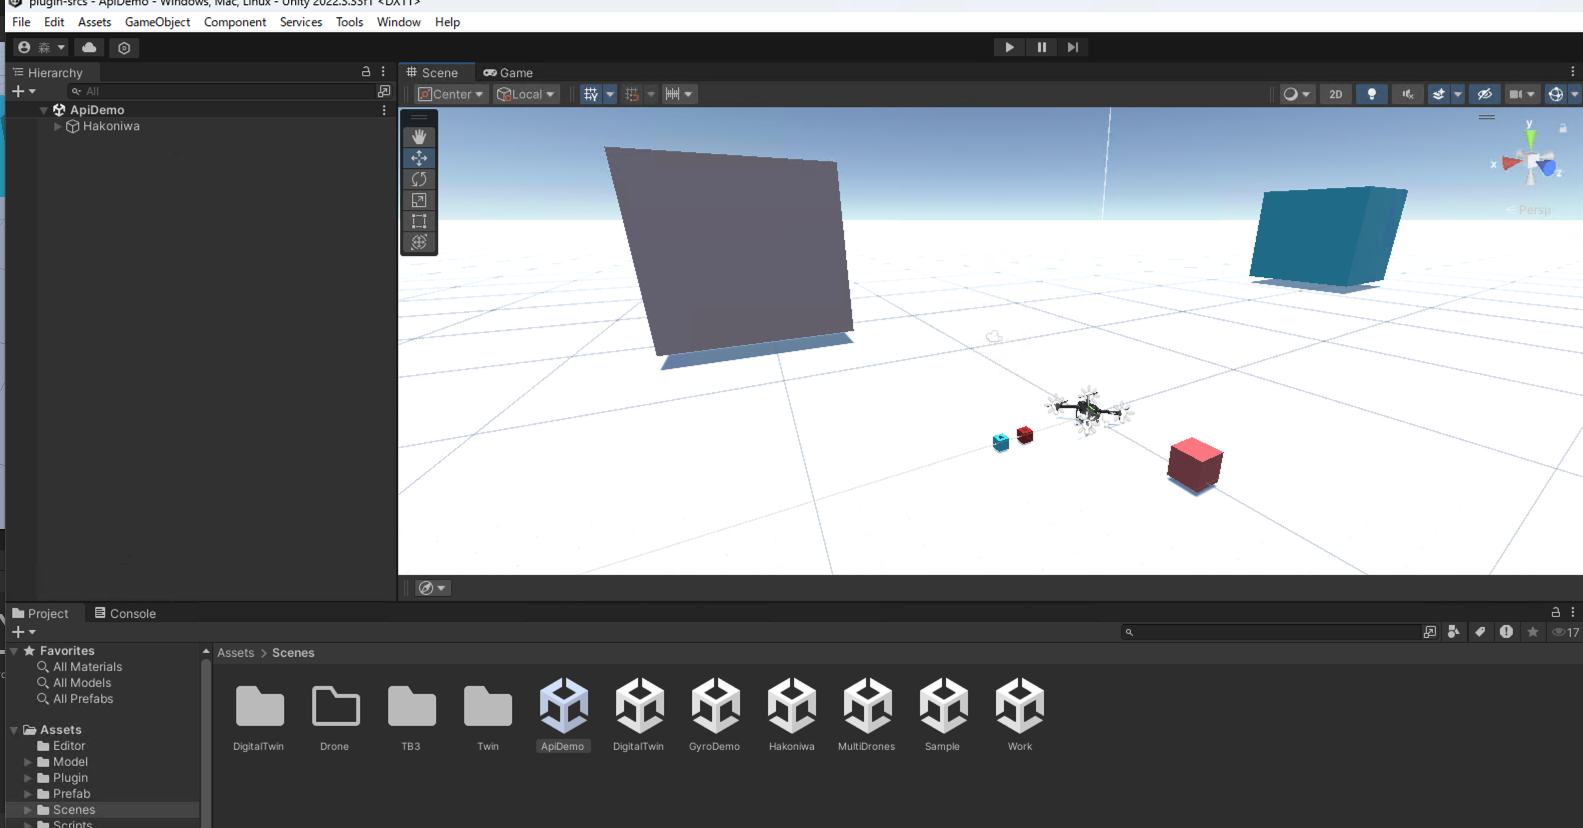 plugin-srcs - ApiDemo - Windows, Mac, Linux - Unity 2022.3.33f1 <DX11>
File Edit Assets GameObject Component Services Tools Window Help
森
Hierarchy
All
ApiDemo
Hakoniwa
Scene Game
Center Local 2D
y
x
z
Persp
Project Console
17
Favorites
All Materials
All Models
All Prefabs
Assets
Editor
Model
Plugin
Prefab
Scenes
Scripts
Assets > Scenes
DigitalTwin Drone TB3 Twin ApiDemo DigitalTwin GyroDemo Hakoniwa MultiDrones Sample Work